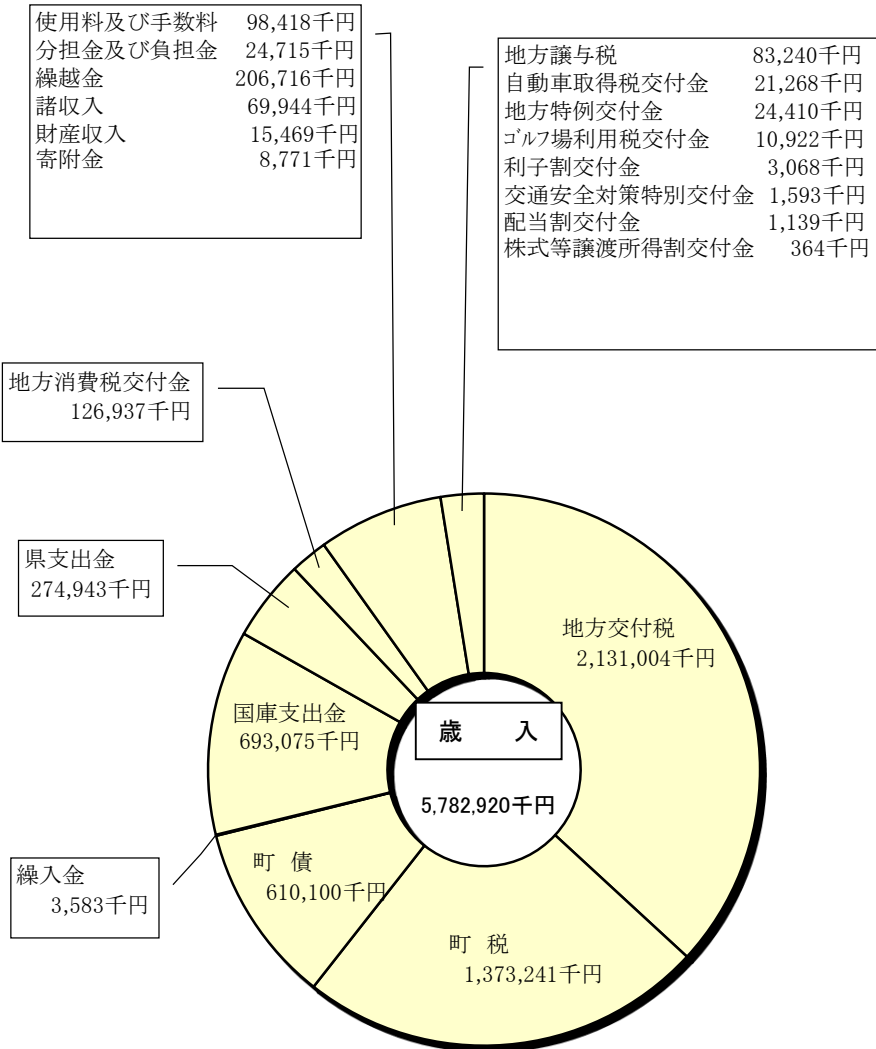 使用料及び手数料 98,418千円
分担金及び負担金 24,715千円
繰越金 206,716千円
諸収入 69,944千円
財産収入 15,469千円
寄附金 8,771千円
地方譲与税 83,240千円
自動車取得税交付金 21,268千円
地方特例交付金 24,410千円
ｺﾞﾙﾌ場利用税交付金 10,922千円
利子割交付金 3,068千円
交通安全対策特別交付金 1,593千円
配当割交付金 1,139千円
株式等譲渡所得割交付金 364千円
地方消費税交付金
126,937千円
県支出金
274,943千円
地方交付税
2,131,004千円
国庫支出金
693,075千円
歳 入
5,782,920千円
繰入金
3,583千円
町 債
610,100千円
町 税
1,373,241千円